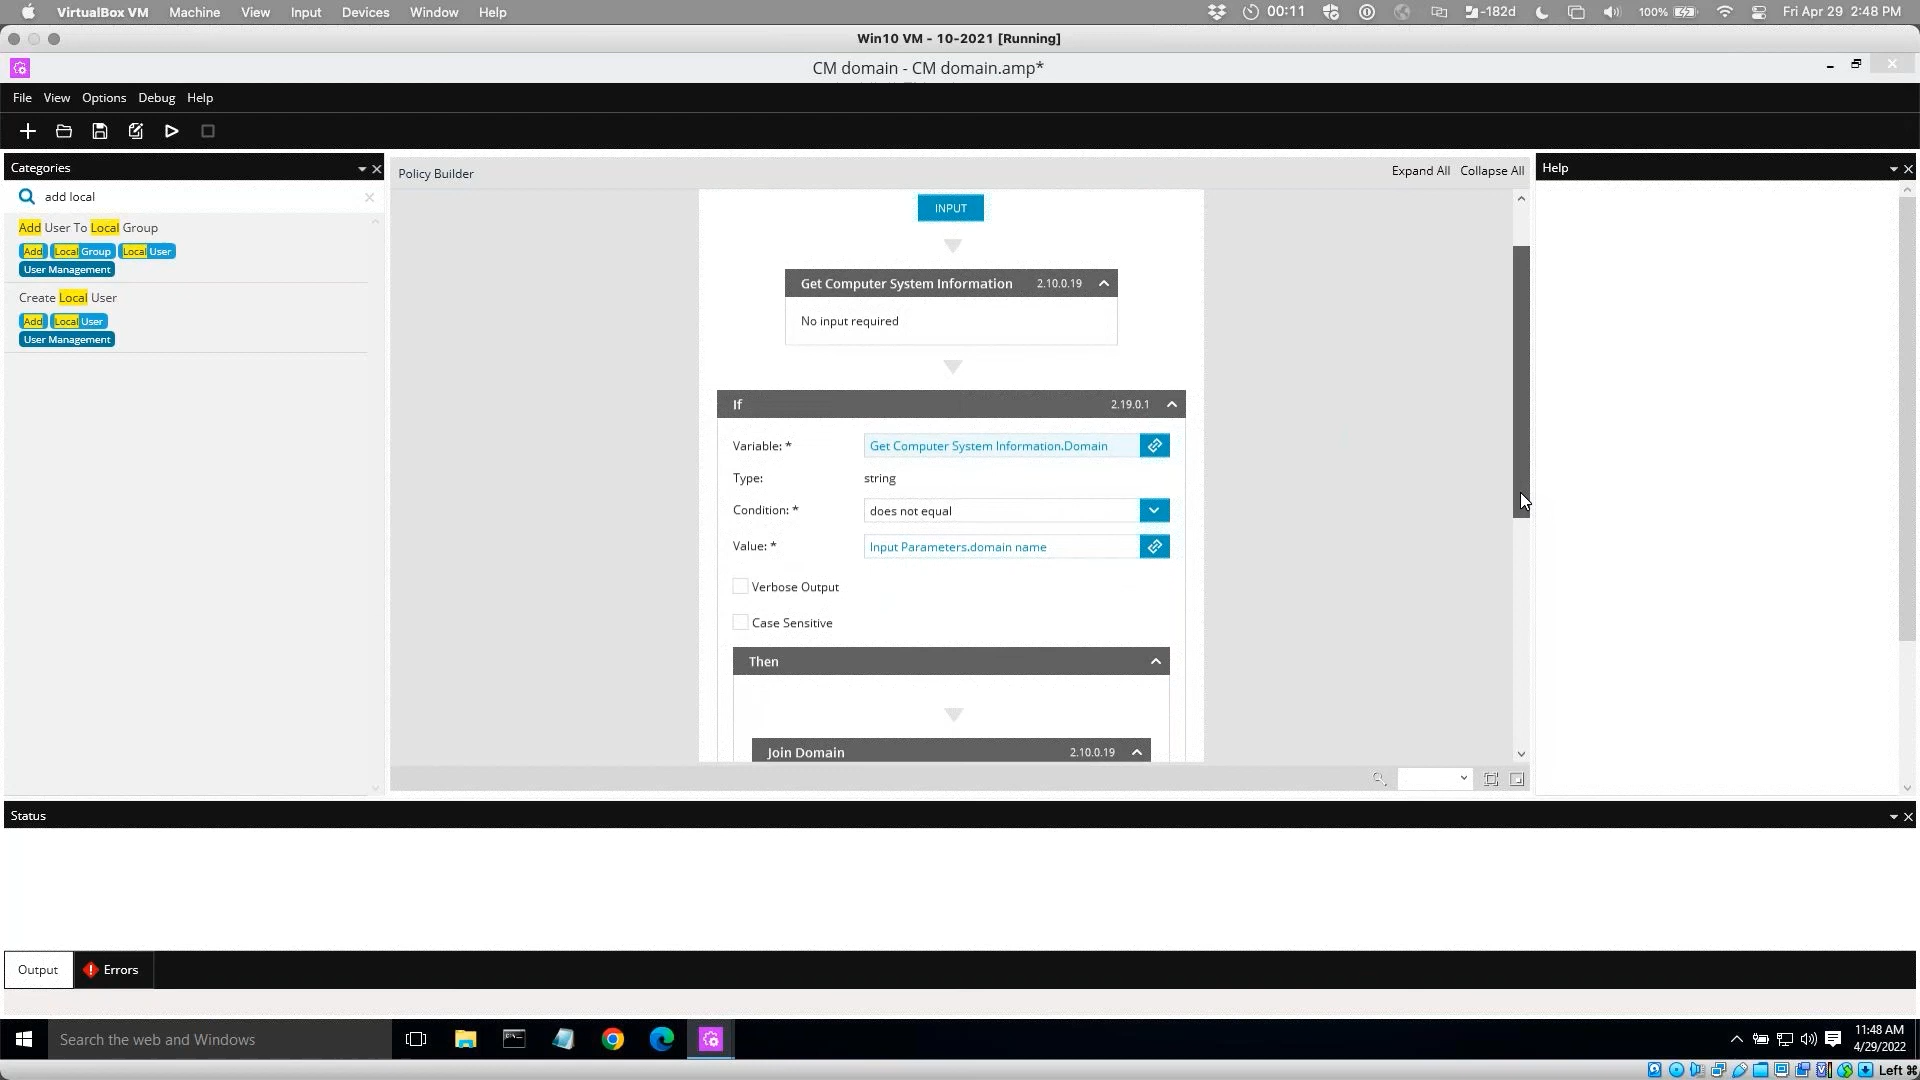 VirtualBox VM Machine View Input Devices Window Help 00:11 -182d 100% Fri Apr 29 2:48 PM
Win10 VM - 10-2021 [Running]
CM domain - CM domain.amp*
File View Options Debug Help
Categories
add local
Add User To Local Group
Add Local Group Local User
User Management
Create Local User
Add Local User
User Management
Policy Builder
Expand All Collapse All
INPUT
Get Computer System Information 2.10.0.19
No input required
If 2.19.0.1
Variable: * Get Computer System Information.Domain
Type: string
Condition: * does not equal
Value: * Input Parameters.domain name
Verbose Output
Case Sensitive
Then
Join Domain 2.10.0.19
Help
Status
Output Errors
Search the web and Windows
11:48 AM
4/29/2022
Left ⌘